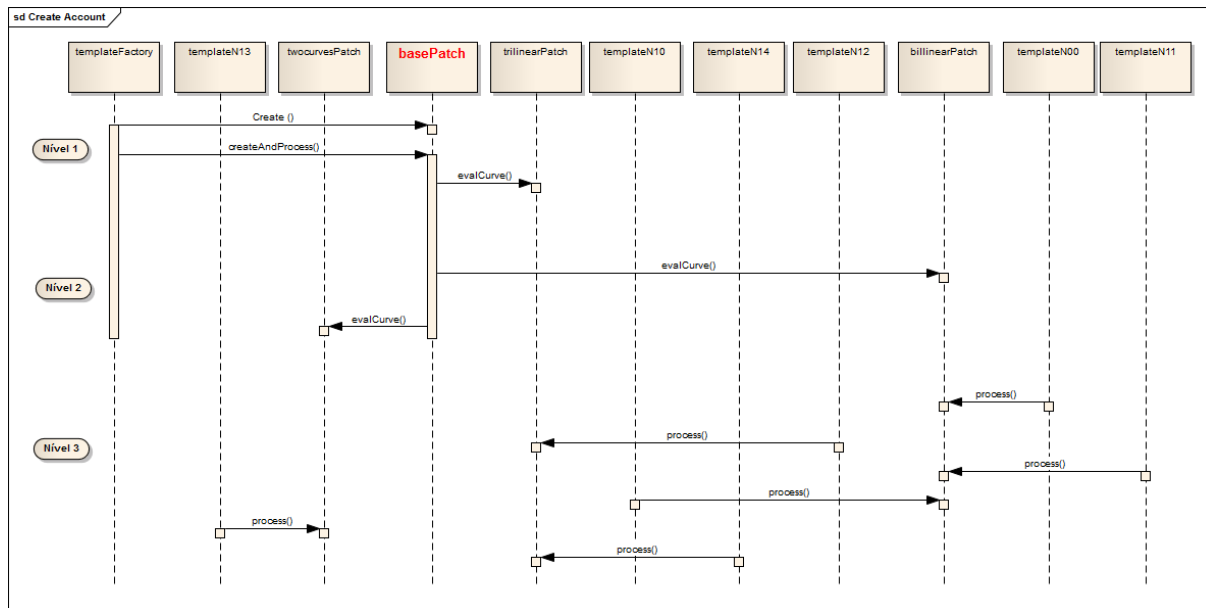 sd Create Account
templateFactory
templateN13
twocurvesPatch
basePatch
trilinearPatch
templateN10
templateN14
templateN12
billinearPatch
templateN00
templateN11
Create ()
Nível 1
createAndProcess()
evalCurve()
evalCurve()
Nível 2
evalCurve()
process()
Nível 3
process()
process()
process()
process()
process()